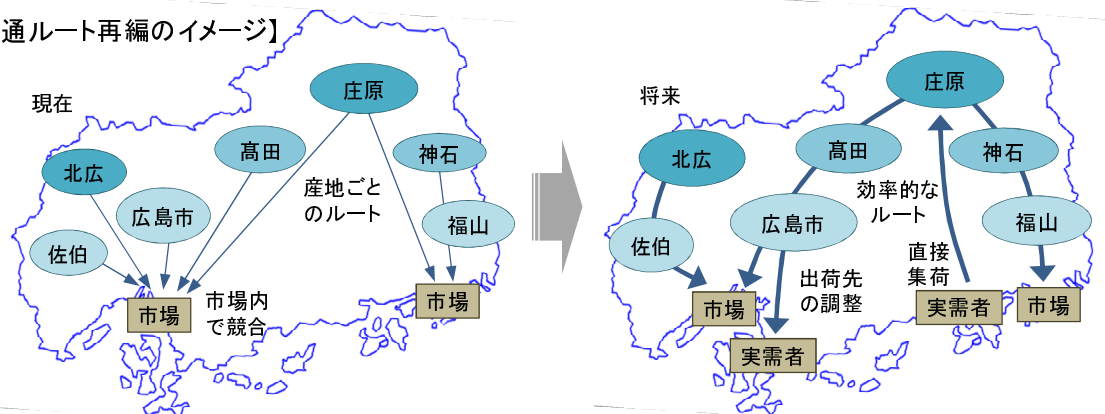 通ルート再編のイメージ】
現在
庄原
神石
髙田
北広
広島市
佐伯
福山
産地ごと
のルート
市場
市場内
で競合
市場
将来
庄原
髙田
神石
北広
効率的な
ルート
広島市
福山
佐伯
直接
集荷
出荷先
の調整
市場
実需者
市場
実需者